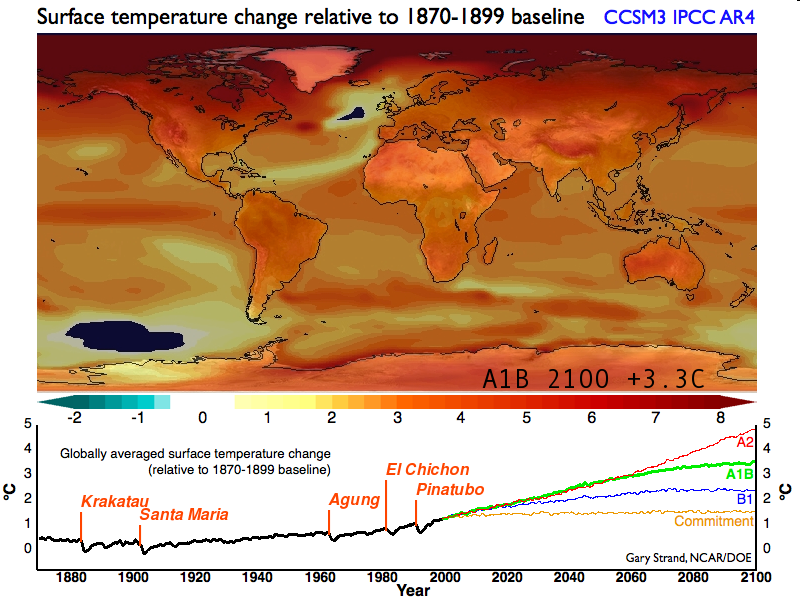 Surface temperature change relative to 1870-1899 baseline CCSM3 IPCC AR4
A1B 2100 +3.3C
-2 -1 0 1 2 3 4 5 6 7 8
Globally averaged surface temperature change
(relative to 1870-1899 baseline)
5 5
4 4
3 3
2 2
1 1
0 0
°C °C
Krakatau
Santa Maria
Agung
El Chichon
Pinatubo
A2
A1B
B1
Commitment
Gary Strand, NCAR/DOE
1880 1900 1920 1940 1960 1980 2000 2020 2040 2060 2080 2100
Year